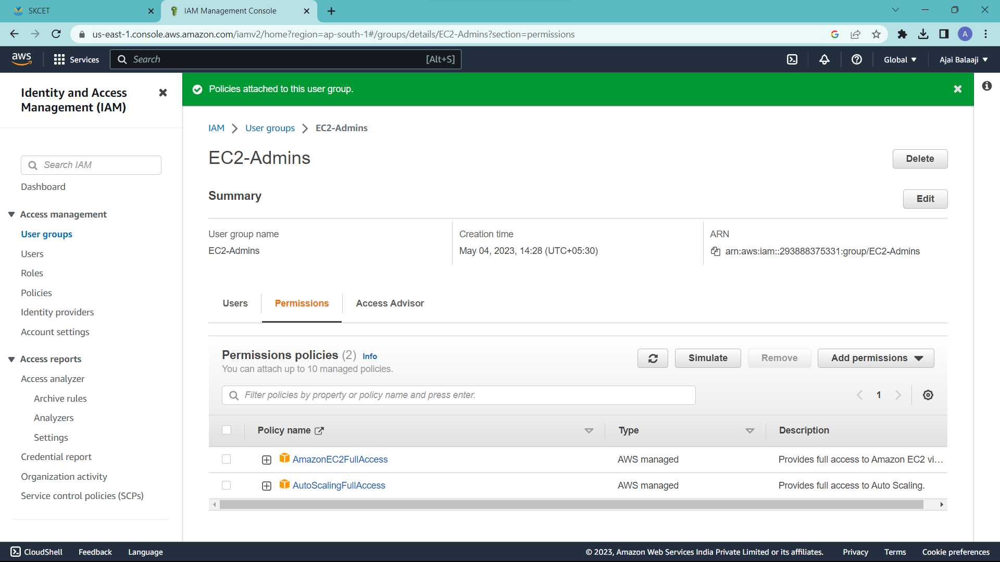 SKCET
IAM Management Console
us-east-1.console.aws.amazon.com/iamv2/home?region=ap-south-1#/groups/details/EC2-Admins?section=permissions
A
aws
Services
Search
[Alt+S]
Global
Ajai Balaaji
Identity and Access
Management (IAM)
Search IAM
Dashboard
Access management
User groups
Users
Roles
Policies
Identity providers
Account settings
Access reports
Access analyzer
Archive rules
Analyzers
Settings
Credential report
Organization activity
Service control policies (SCPs)
Policies attached to this user group.
IAM
User groups
EC2-Admins
EC2-Admins
Delete
Summary
Edit
User group name
EC2-Admins
Creation time
May 04, 2023, 14:28 (UTC+05:30)
ARN
arn:aws:iam::293888375331:group/EC2-Admins
Users
Permissions
Access Advisor
Permissions policies (2) Info
You can attach up to 10 managed policies.
Simulate
Remove
Add permissions
Filter policies by property or policy name and press enter.
1
Policy name
Type
Description
AmazonEC2FullAccess
AWS managed
Provides full access to Amazon EC2 vi...
AutoScalingFullAccess
AWS managed
Provides full access to Auto Scaling.
CloudShell
Feedback
Language
© 2023, Amazon Web Services India Private Limited or its affiliates.
Privacy
Terms
Cookie preferences